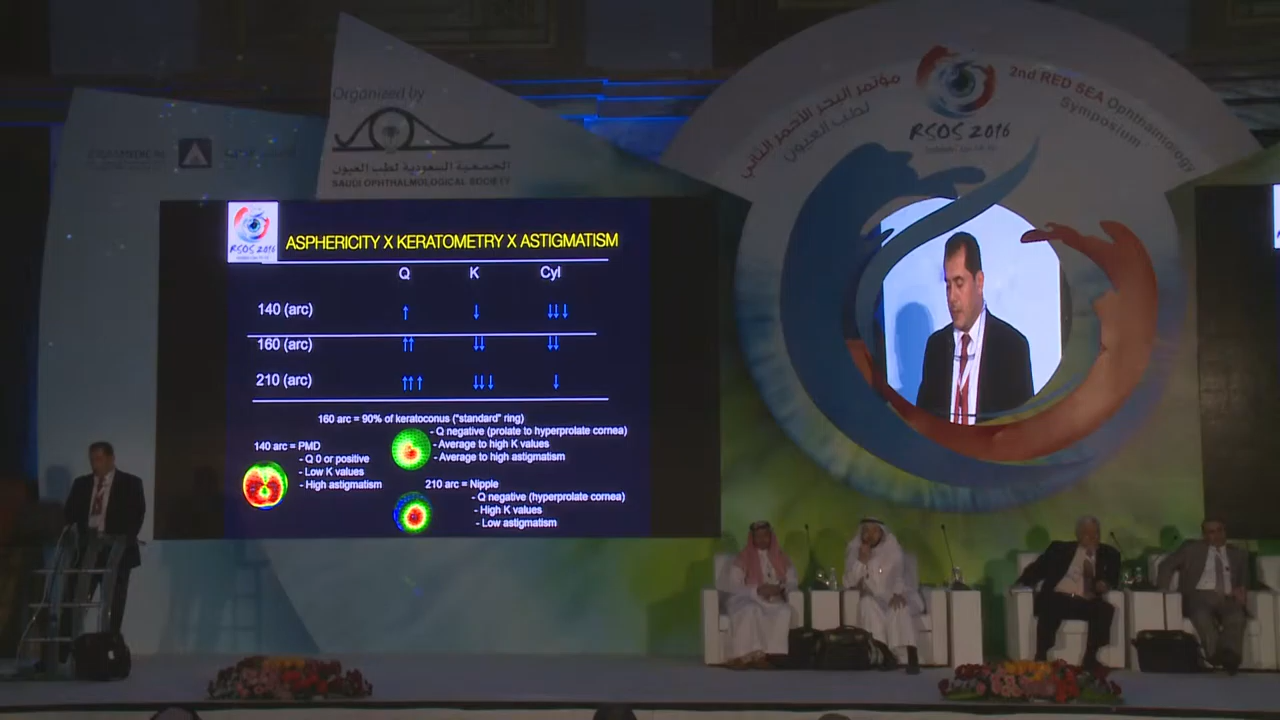 Organized by
الجمعية السعودية لطب العيون
SAUDI OPHTHALMOLOGICAL SOCIETY
مؤتمر البحر الأحمر الثاني
لطب العيون
RSOS 2016
2nd RED SEA Ophthalmology
Symposium
RSOS 2016
ASPHERICITY X KERATOMETRY X ASTIGMATISM
Q K Cyl
140 (arc) ↑ ↓ ↓↓↓
160 (arc) ↑↑ ↓↓ ↓↓
210 (arc) ↑↑↑ ↓↓↓ ↓
160 arc = 90% of keratoconus ("standard" ring)
- Q negative (prolate to hyperprolate cornea)
- Average to high K values
- Average to high astigmatism
140 arc = PMD
- Q 0 or positive
- Low K values
- High astigmatism
210 arc = Nipple
- Q negative (hyperprolate cornea)
- High K values
- Low astigmatism